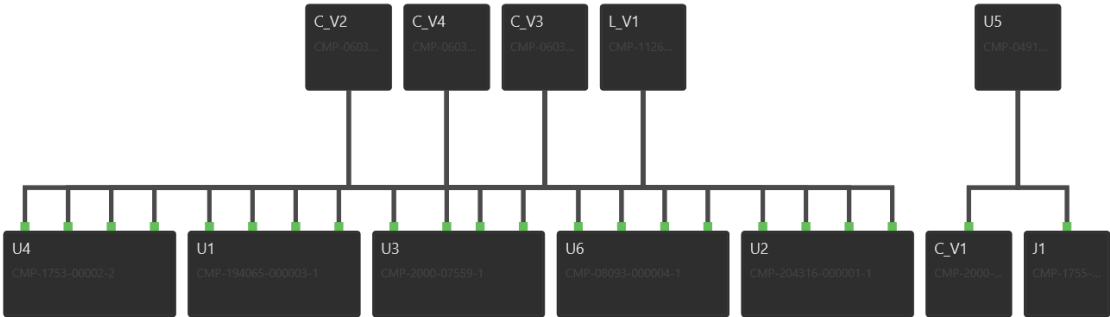 C_V2
CMP-0603...
C_V4
CMP-0603...
C_V3
CMP-0603...
L_V1
CMP-1126...
U5
CMP-0491...
U4
CMP-1753-00002-2
U1
CMP-194065-000003-1
U3
CMP-2000-07559-1
U6
CMP-08093-000004-1
U2
CMP-204316-000001-1
C_V1
CMP-2000-...
J1
CMP-1755-...